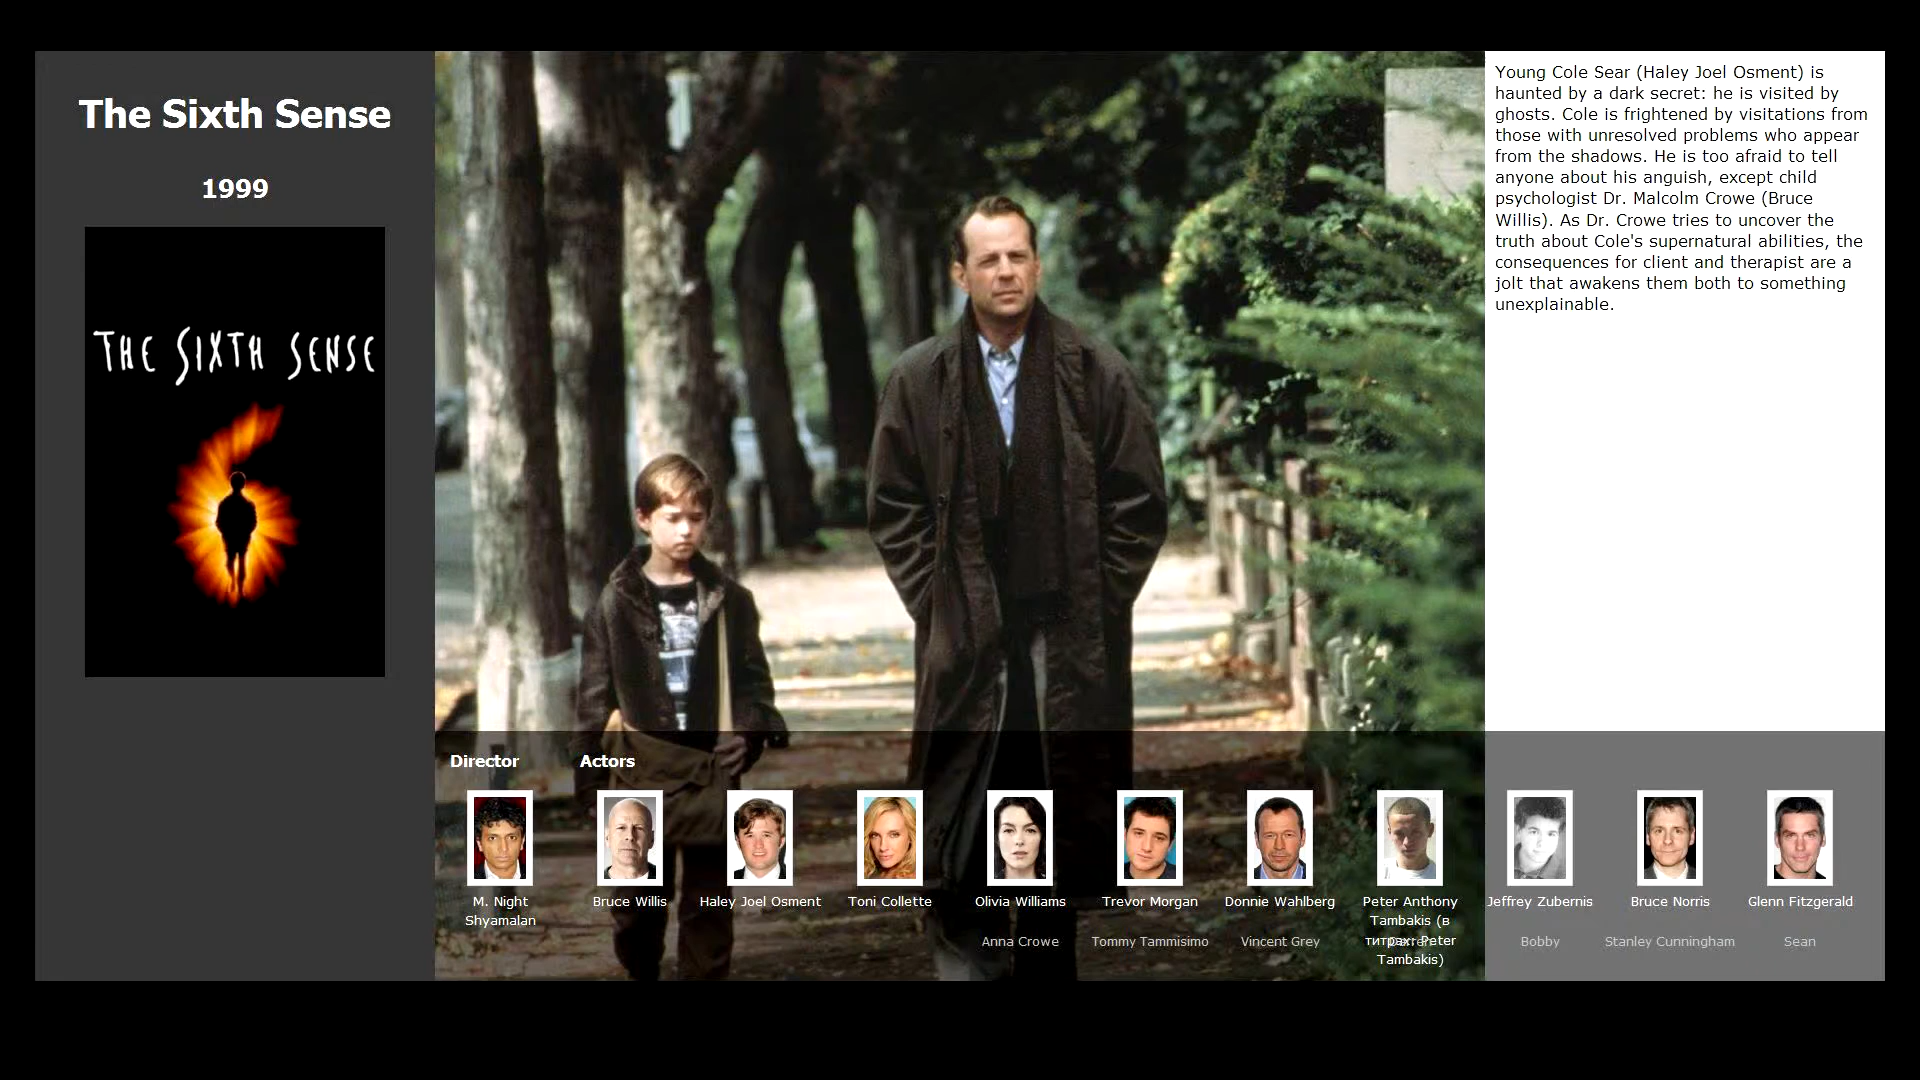 The Sixth Sense
1999
THE SIXTH SENSE
Young Cole Sear (Haley Joel Osment) is
haunted by a dark secret: he is visited by
ghosts. Cole is frightened by visitations from
those with unresolved problems who appear
from the shadows. He is too afraid to tell
anyone about his anguish, except child
psychologist Dr. Malcolm Crowe (Bruce
Willis). As Dr. Crowe tries to uncover the
truth about Cole's supernatural abilities, the
consequences for client and therapist are a
jolt that awakens them both to something
unexplainable.
Director
Actors
M. Night
Shyamalan
Bruce Willis
Haley Joel Osment
Toni Collette
Olivia Williams
Anna Crowe
Trevor Morgan
Tommy Tammisimo
Donnie Wahlberg
Vincent Grey
Peter Anthony
Tambakis (в
титрах: Peter
Tambakis)
Jeffrey Zubernis
Bobby
Bruce Norris
Stanley Cunningham
Glenn Fitzgerald
Sean